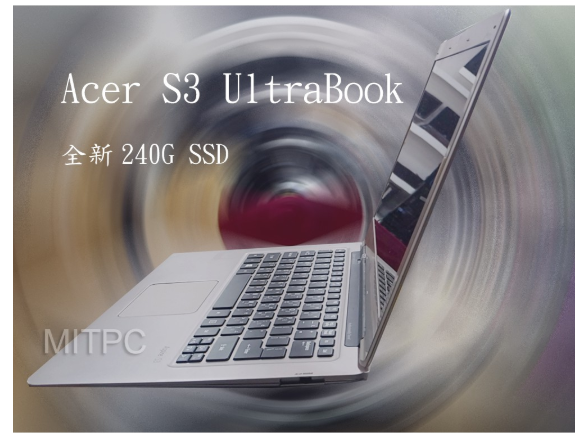 Acer S3 UltraBook
全新 240G SSD
MITPC